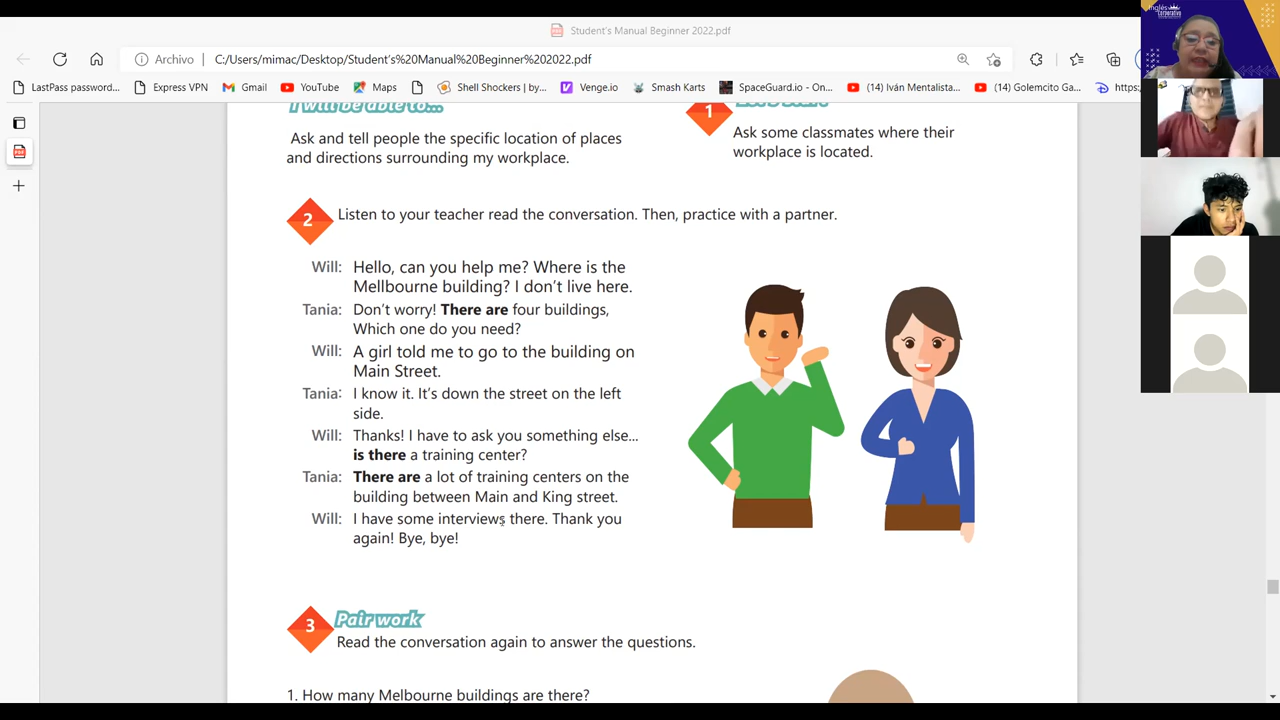 Student's Manual Beginner 2022.pdf
Archivo
C:/Users/mimac/Desktop/Student's%20Manual%20Beginner%202022.pdf
LastPass password...
Express VPN
Gmail
YouTube
Maps
Shell Shockers | by...
Venge.io
Smash Karts
SpaceGuard.io - On...
(14) Iván Mentalista...
(14) Golemcito Ga...
https:
Inglés
Corporativo
I will be able to...
Ask and tell people the specific location of places
and directions surrounding my workplace.
1
Let's start
Ask some classmates where their
workplace is located.
2
Listen to your teacher read the conversation. Then, practice with a partner.
Will: Hello, can you help me? Where is the
Mellbourne building? I don't live here.
Tania: Don't worry! There are four buildings,
Which one do you need?
Will: A girl told me to go to the building on
Main Street.
Tania: I know it. It's down the street on the left
side.
Will: Thanks! I have to ask you something else...
is there a training center?
Tania: There are a lot of training centers on the
building between Main and King street.
Will: I have some interviews there. Thank you
again! Bye, bye!
3
Pair work
Read the conversation again to answer the questions.
1. How many Melbourne buildings are there?